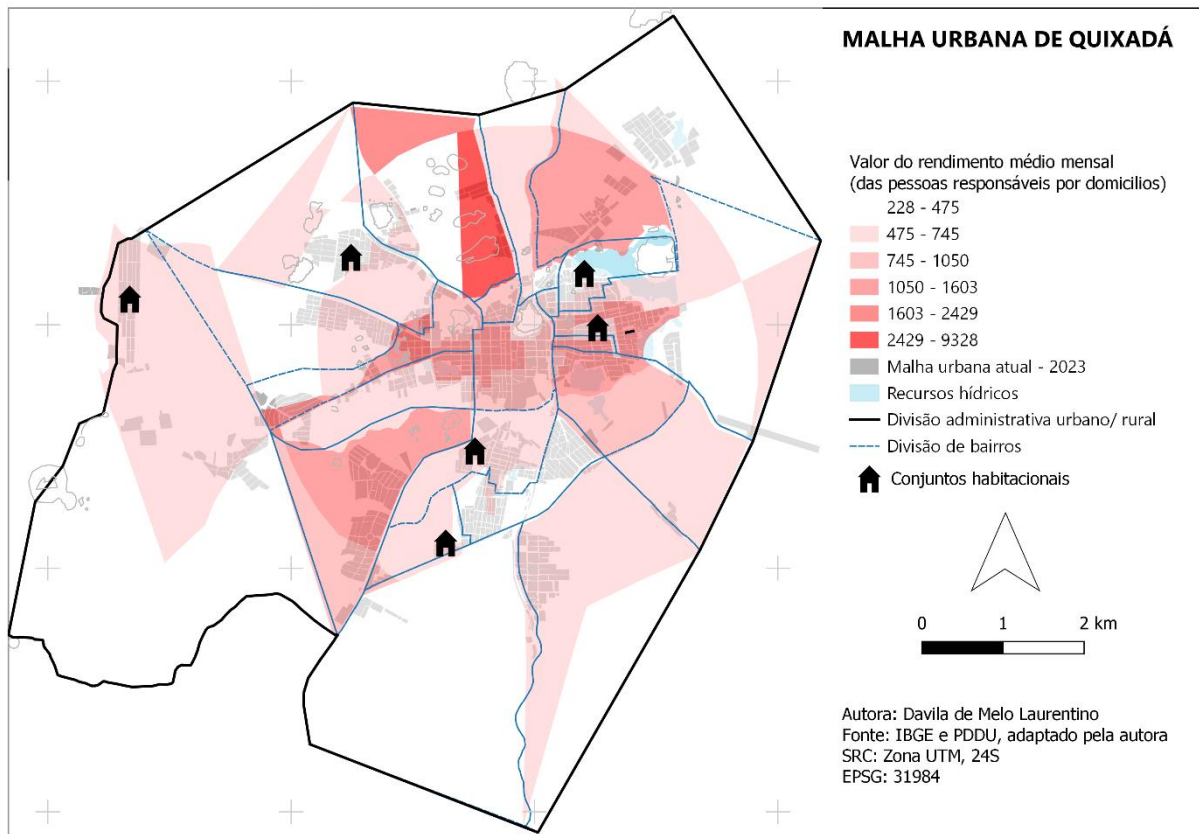 MALHA URBANA DE QUIXADÁ
Valor do rendimento médio mensal
(das pessoas responsáveis por domicilios)
228 - 475
475 - 745
745 - 1050
1050 - 1603
1603 - 2429
2429 - 9328
Malha urbana atual - 2023
Recursos hídricos
Divisão administrativa urbano/ rural
Divisão de bairros
Conjuntos habitacionais
0 1 2 km
Autora: Davila de Melo Laurentino
Fonte: IBGE e PDDU, adaptado pela autora
SRC: Zona UTM, 24S
EPSG: 31984